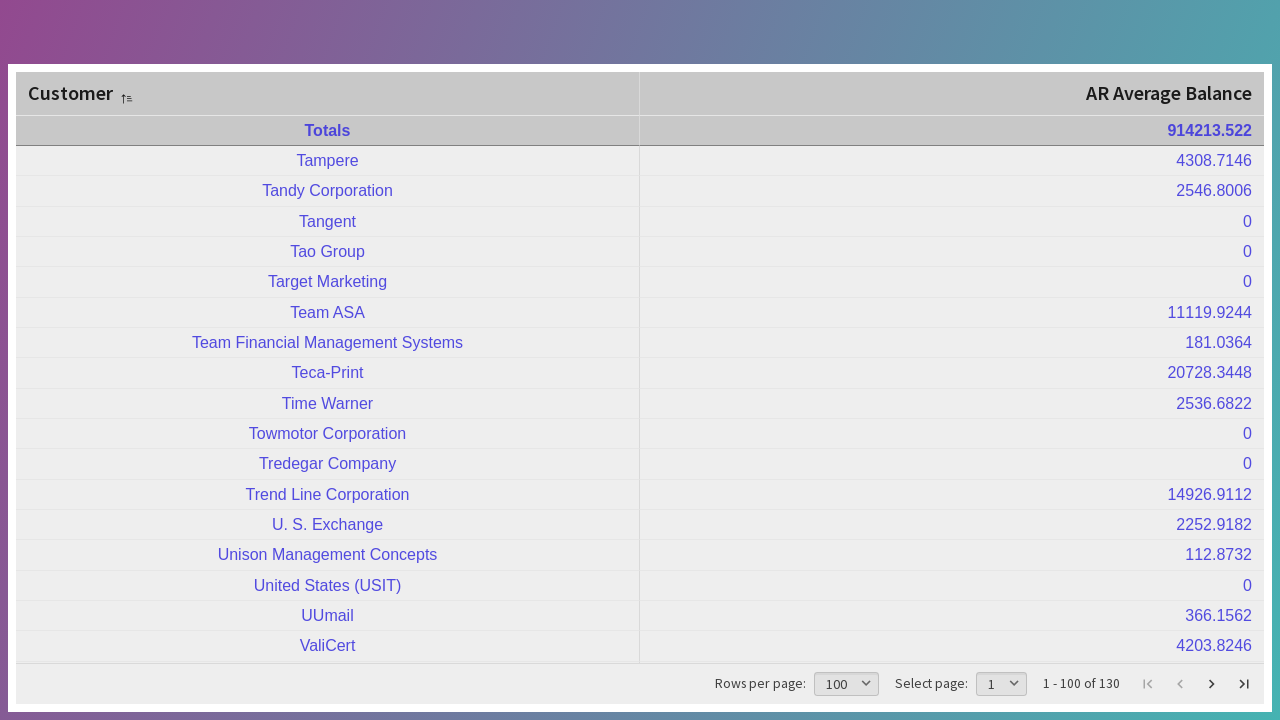 Customer AR Average Balance
Totals 914213.522
Tampere 4308.7146
Tandy Corporation 2546.8006
Tangent 0
Tao Group 0
Target Marketing 0
Team ASA 11119.9244
Team Financial Management Systems 181.0364
Teca-Print 20728.3448
Time Warner 2536.6822
Towmotor Corporation 0
Tredegar Company 0
Trend Line Corporation 14926.9112
U. S. Exchange 2252.9182
Unison Management Concepts 112.8732
United States (USIT) 0
UUmail 366.1562
ValiCert 4203.8246
Rows per page: 100 Select page: 1 1 - 100 of 130